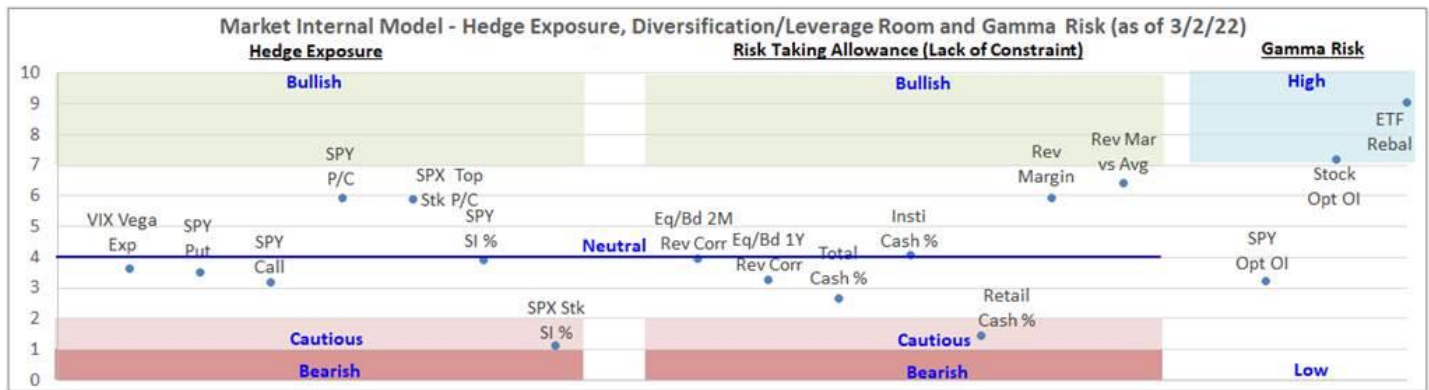 Market Internal Model - Hedge Exposure, Diversification/Leverage Room and Gamma Risk (as of 3/2/22)
Hedge Exposure
Risk Taking Allowance (Lack of Constraint)
Gamma Risk
10
9
8
7
6
5
4
3
2
1
0
Bullish
VIX Vega
Exp
SPY
Put
SPY
Call
SPY
P/C
SPX Top
Stk P/C
SPY
SI %
SPX Stk
SI %
Cautious
Bearish
Neutral
Bullish
Eq/Bd 2M
Rev Corr
Eq/Bd 1Y
Rev Corr
Total
Cash %
Insti
Cash %
Retail
Cash %
Rev
Margin
Rev Mar
vs Avg
Cautious
Bearish
High
SPY
Opt OI
Stock
Opt OI
ETF
Rebal
Low